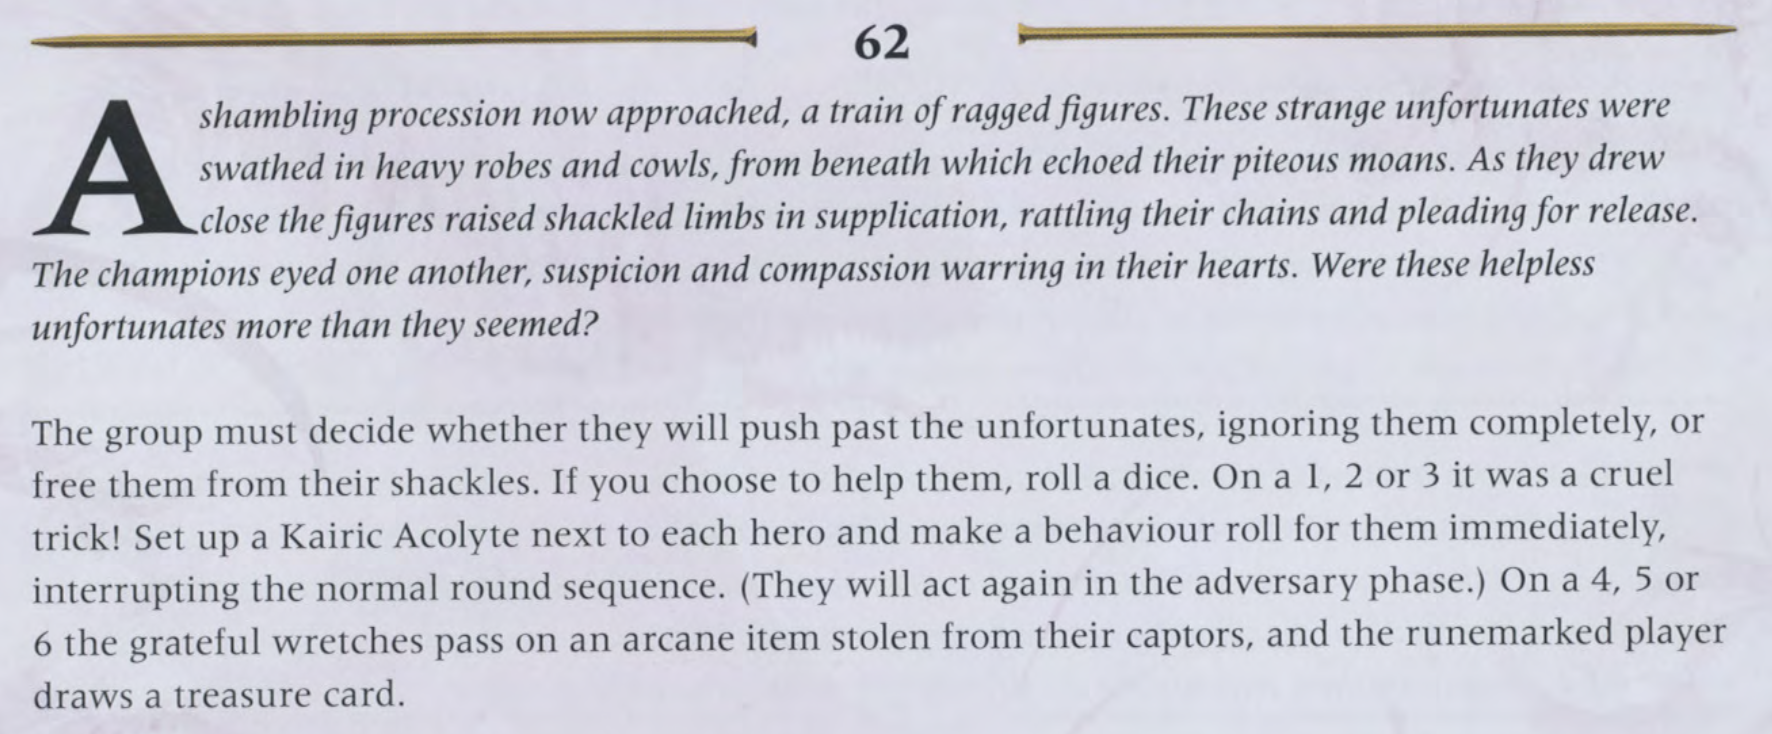 62
A shambling procession now approached, a train of ragged figures. These strange unfortunates were
swathed in heavy robes and cowls, from beneath which echoed their piteous moans. As they drew
close the figures raised shackled limbs in supplication, rattling their chains and pleading for release.
The champions eyed one another, suspicion and compassion warring in their hearts. Were these helpless
unfortunates more than they seemed?
The group must decide whether they will push past the unfortunates, ignoring them completely, or
free them from their shackles. If you choose to help them, roll a dice. On a 1, 2 or 3 it was a cruel
trick! Set up a Kairic Acolyte next to each hero and make a behaviour roll for them immediately,
interrupting the normal round sequence. (They will act again in the adversary phase.) On a 4, 5 or
6 the grateful wretches pass on an arcane item stolen from their captors, and the runemarked player
draws a treasure card.